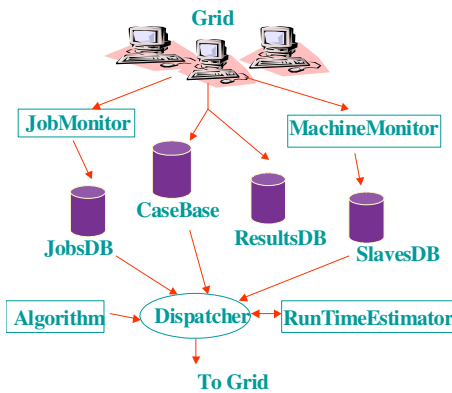 Grid
JobMonitor
MachineMonitor
CaseBase
ResultsDB
JobsDB
SlavesDB
Algorithm
Dispatcher
RunTimeEstimator
To Grid